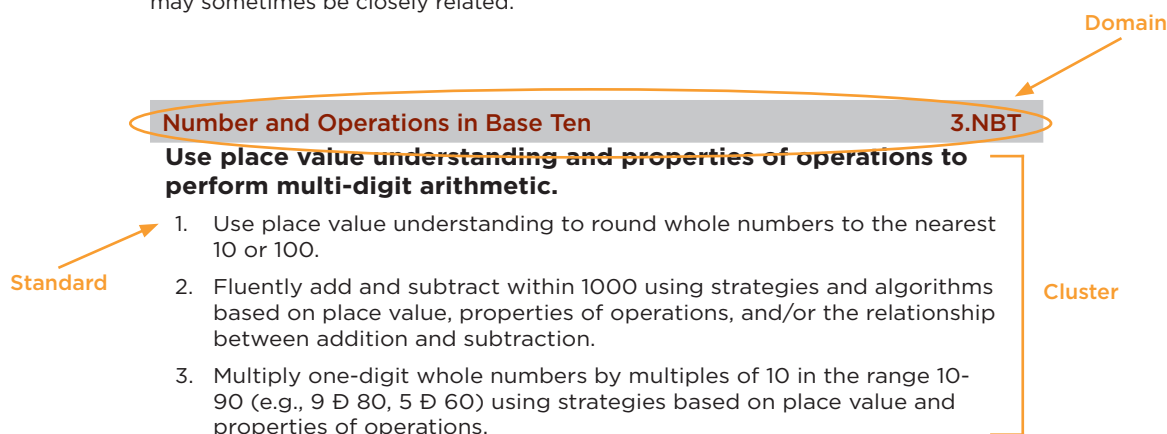 may sometimes be closely related.
Domain
Number and Operations in Base Ten 3.NBT
Use place value understanding and properties of operations to
perform multi-digit arithmetic.
1. Use place value understanding to round whole numbers to the nearest
10 or 100.
Standard
2. Fluently add and subtract within 1000 using strategies and algorithms
based on place value, properties of operations, and/or the relationship
between addition and subtraction.
Cluster
3. Multiply one-digit whole numbers by multiples of 10 in the range 10-
90 (e.g., 9 Đ 80, 5 Đ 60) using strategies based on place value and
properties of operations.